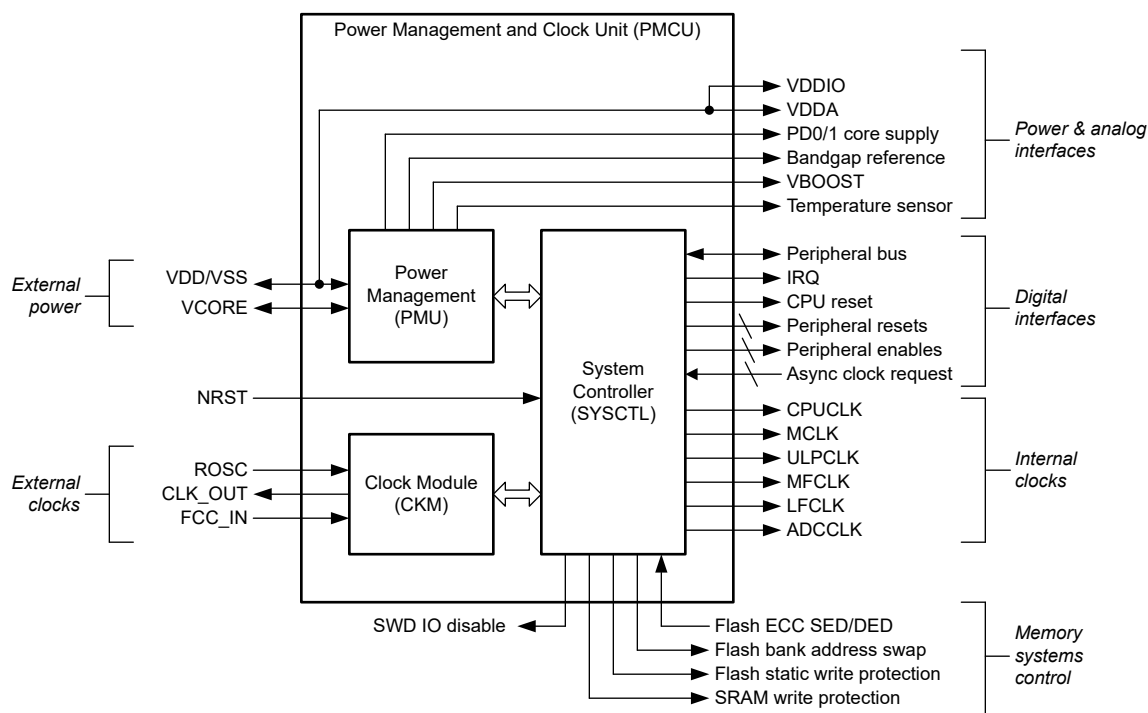 Power Management and Clock Unit (PMCU)
VDDIO
VDDA
PD0/1 core supply
Bandgap reference
VBOOST
Temperature sensor
Power & analog
interfaces
External
power
VDD/VSS
VCORE
Power
Management
(PMU)
System
Controller
(SYSCTL)
Peripheral bus
IRQ
CPU reset
Peripheral resets
Peripheral enables
Async clock request
Digital
interfaces
NRST
External
clocks
ROSC
CLK_OUT
FCC_IN
Clock Module
(CKM)
CPUCLK
MCLK
ULPCLK
MFCLK
LFCLK
ADCCLK
Internal
clocks
SWD IO disable
Flash ECC SED/DED
Flash bank address swap
Flash static write protection
SRAM write protection
Memory
systems
control